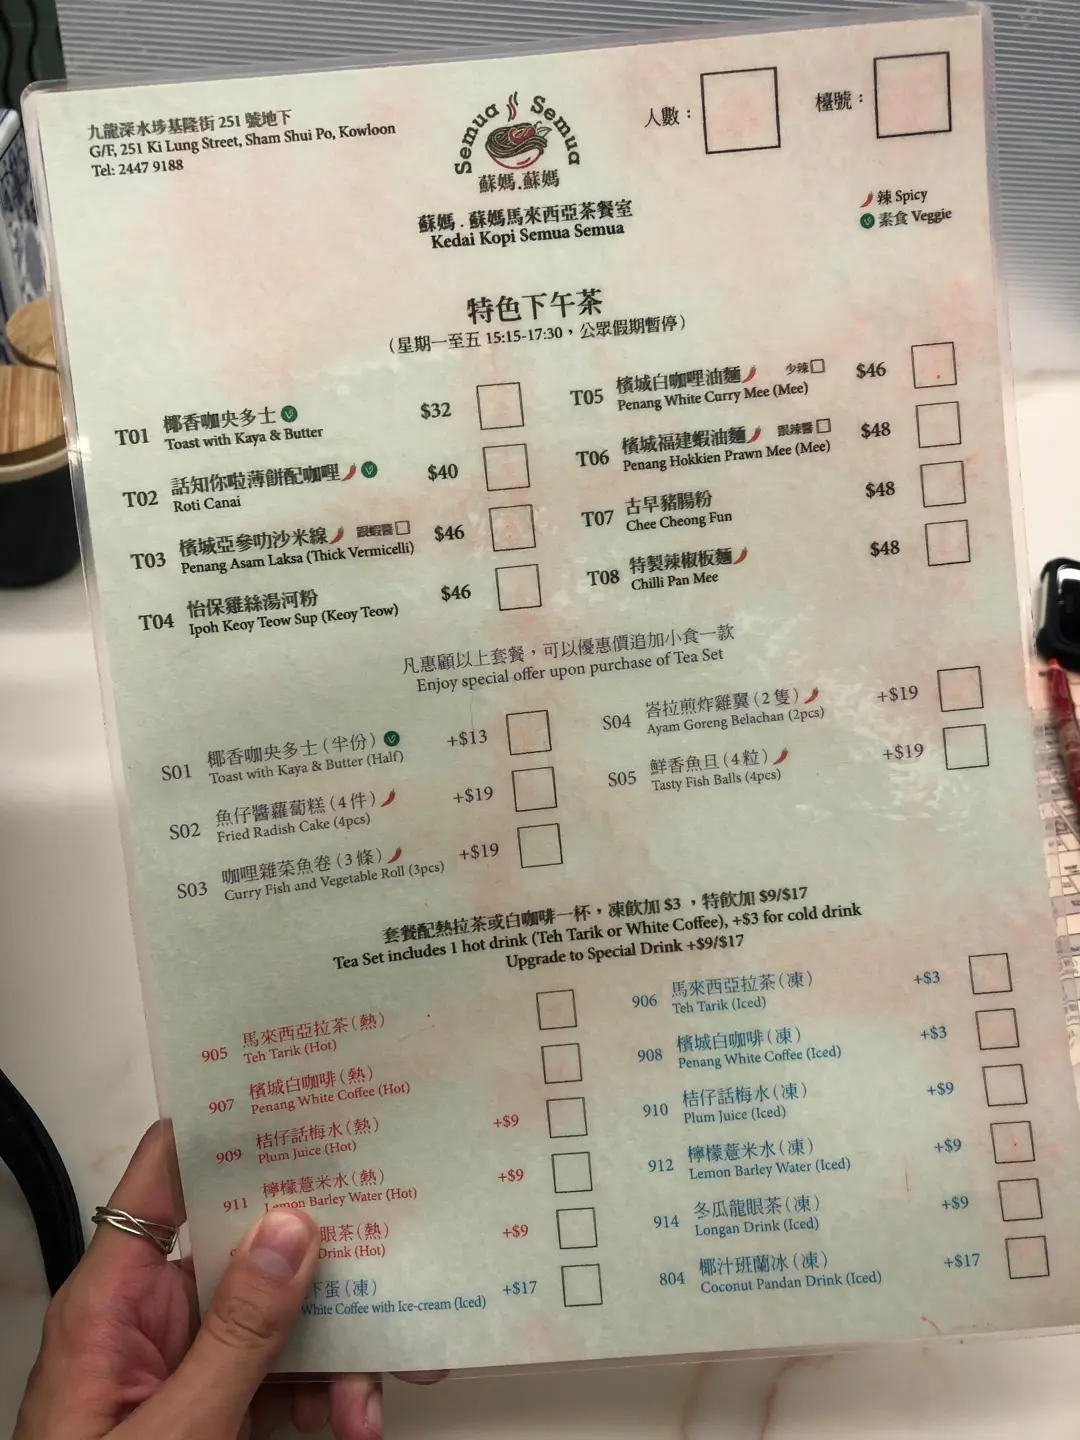 九龍深水埗基隆街 251 號地下
G/F, 251 Ki Lung Street, Sham Shui Po, Kowloon
Tel: 2447 9188
Semua Semua
蘇媽.蘇媽
蘇媽 . 蘇媽馬來西亞茶餐室
Kedai Kopi Semua Semua
人數：
檯號：
辣 Spicy
素食 Veggie
特色下午茶
（星期一至五 15:15-17:30，公眾假期暫停）
T01 椰香咖央多士 $32
Toast with Kaya & Butter
T02 話知你啦薄餅配咖哩 $40
Roti Canai
T03 檳城亞參叻沙米線 跟蝦醬 $46
Penang Asam Laksa (Thick Vermicelli)
T04 怡保雞絲湯河粉 $46
Ipoh Keoy Teow Sup (Keoy Teow)
T05 檳城白咖哩油麵 少辣 $46
Penang White Curry Mee (Mee)
T06 檳城福建蝦油麵 跟辣醬 $48
Penang Hokkien Prawn Mee (Mee)
T07 古早豬腸粉 $48
Chee Cheong Fun
T08 特製辣椒板麵 $48
Chilli Pan Mee
凡惠顧以上套餐，可以優惠價追加小食一款
Enjoy special offer upon purchase of Tea Set
S01 椰香咖央多士（半份） +$13
Toast with Kaya & Butter (Half)
S02 魚仔醬蘿蔔糕（4 件） +$19
Fried Radish Cake (4pcs)
S03 咖哩雜菜魚卷（3 條） +$19
Curry Fish and Vegetable Roll (3pcs)
S04 峇拉煎炸雞翼（2 隻） +$19
Ayam Goreng Belachan (2pcs)
S05 鮮香魚旦（4 粒） +$19
Tasty Fish Balls (4pcs)
套餐配熱拉茶或白咖啡一杯，凍飲加 $3 ，特飲加 $9/$17
Tea Set includes 1 hot drink (Teh Tarik or White Coffee), +$3 for cold drink
Upgrade to Special Drink +$9/$17
905 馬來西亞拉茶（熱）
Teh Tarik (Hot)
907 檳城白咖啡（熱）
Penang White Coffee (Hot)
909 桔仔話梅水（熱） +$9
Plum Juice (Hot)
911 檸檬薏米水（熱） +$9
Lemon Barley Water (Hot)
眼茶（熱） +$9
Drink (Hot)
下蛋（凍） +$17
White Coffee with Ice-cream (Iced)
906 馬來西亞拉茶（凍） +$3
Teh Tarik (Iced)
908 檳城白咖啡（凍） +$3
Penang White Coffee (Iced)
910 桔仔話梅水（凍） +$9
Plum Juice (Iced)
912 檸檬薏米水（凍） +$9
Lemon Barley Water (Iced)
914 冬瓜龍眼茶（凍） +$9
Longan Drink (Iced)
804 椰汁班蘭冰（凍） +$17
Coconut Pandan Drink (Iced)